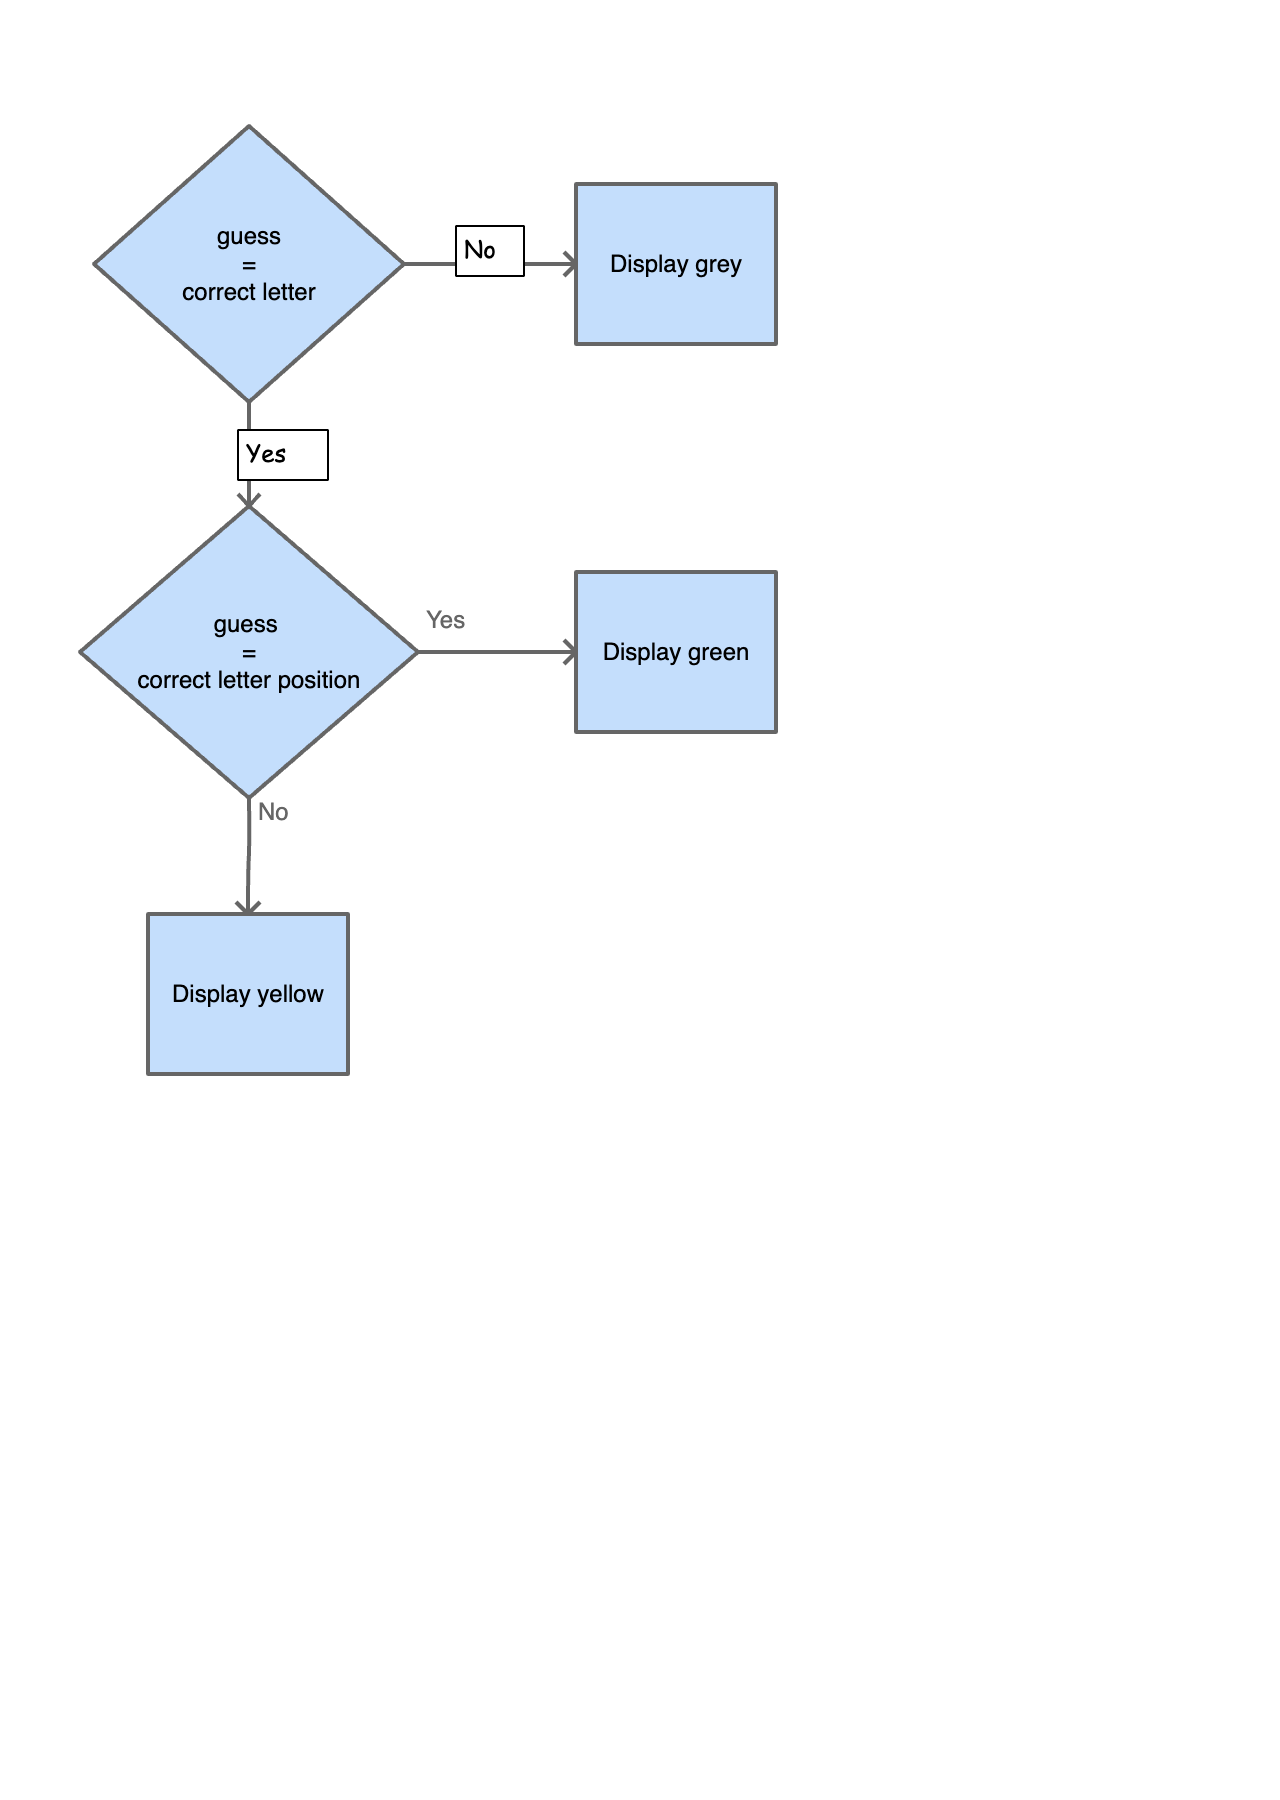 guess
=
correct letter
No
Display grey
Yes
guess
=
correct letter position
Yes
Display green
No
Display yellow